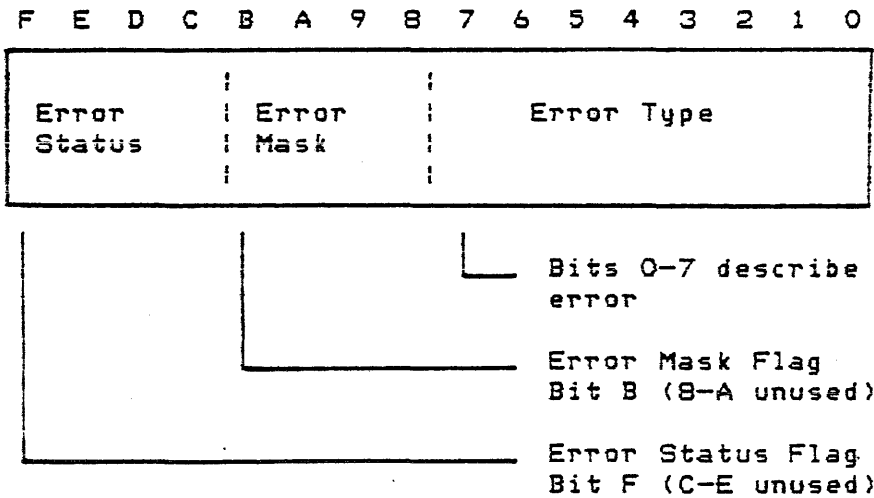 F E D C B A 9 8 7 6 5 4 3 2 1 0
Error Error Error Type
Status Mask
Bits 0-7 describe
error
Error Mask Flag
Bit B (8-A unused)
Error Status Flag
Bit F (C-E unused)